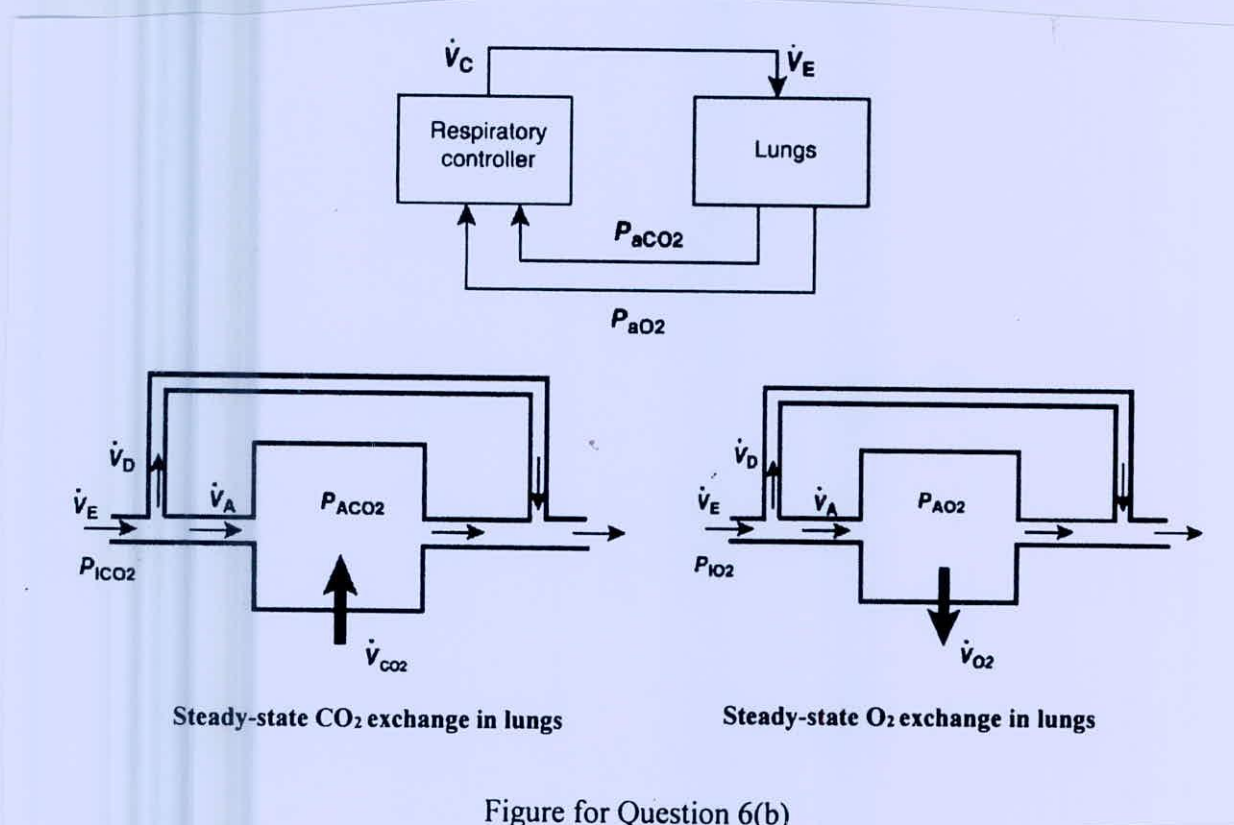 V̇C V̇E
Respiratory
controller
Lungs
PaCO2
PaO2
V̇D
V̇E V̇A PACO2
PICO2
V̇CO2
V̇D
V̇E V̇A PAO2
PIO2
V̇O2
Steady-state CO₂ exchange in lungs
Steady-state O₂ exchange in lungs
Figure for Question 6(b)